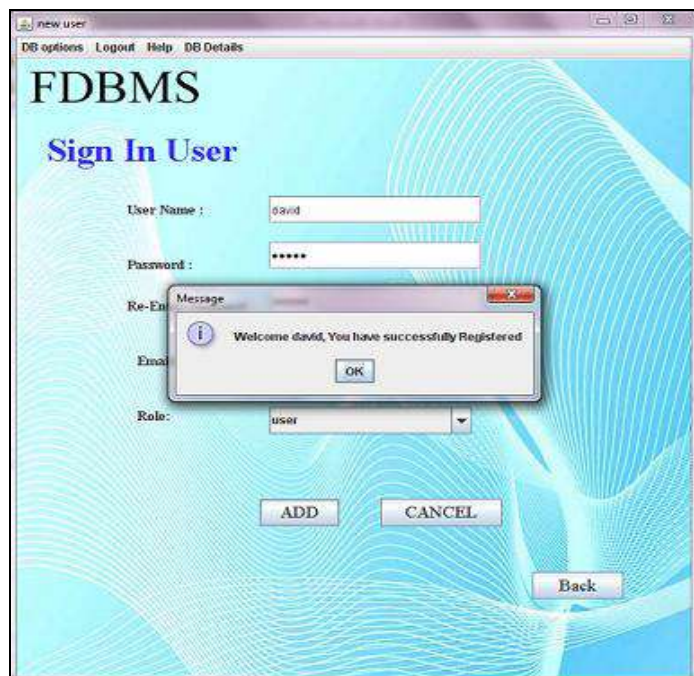 new user
DB options Logout Help DB Details
FDBMS
Sign In User
User Name :
david
Password :
•••••
Re-En
Message
Welcome david, You have successfully Registered
OK
Emai
Role:
user
ADD
CANCEL
Back